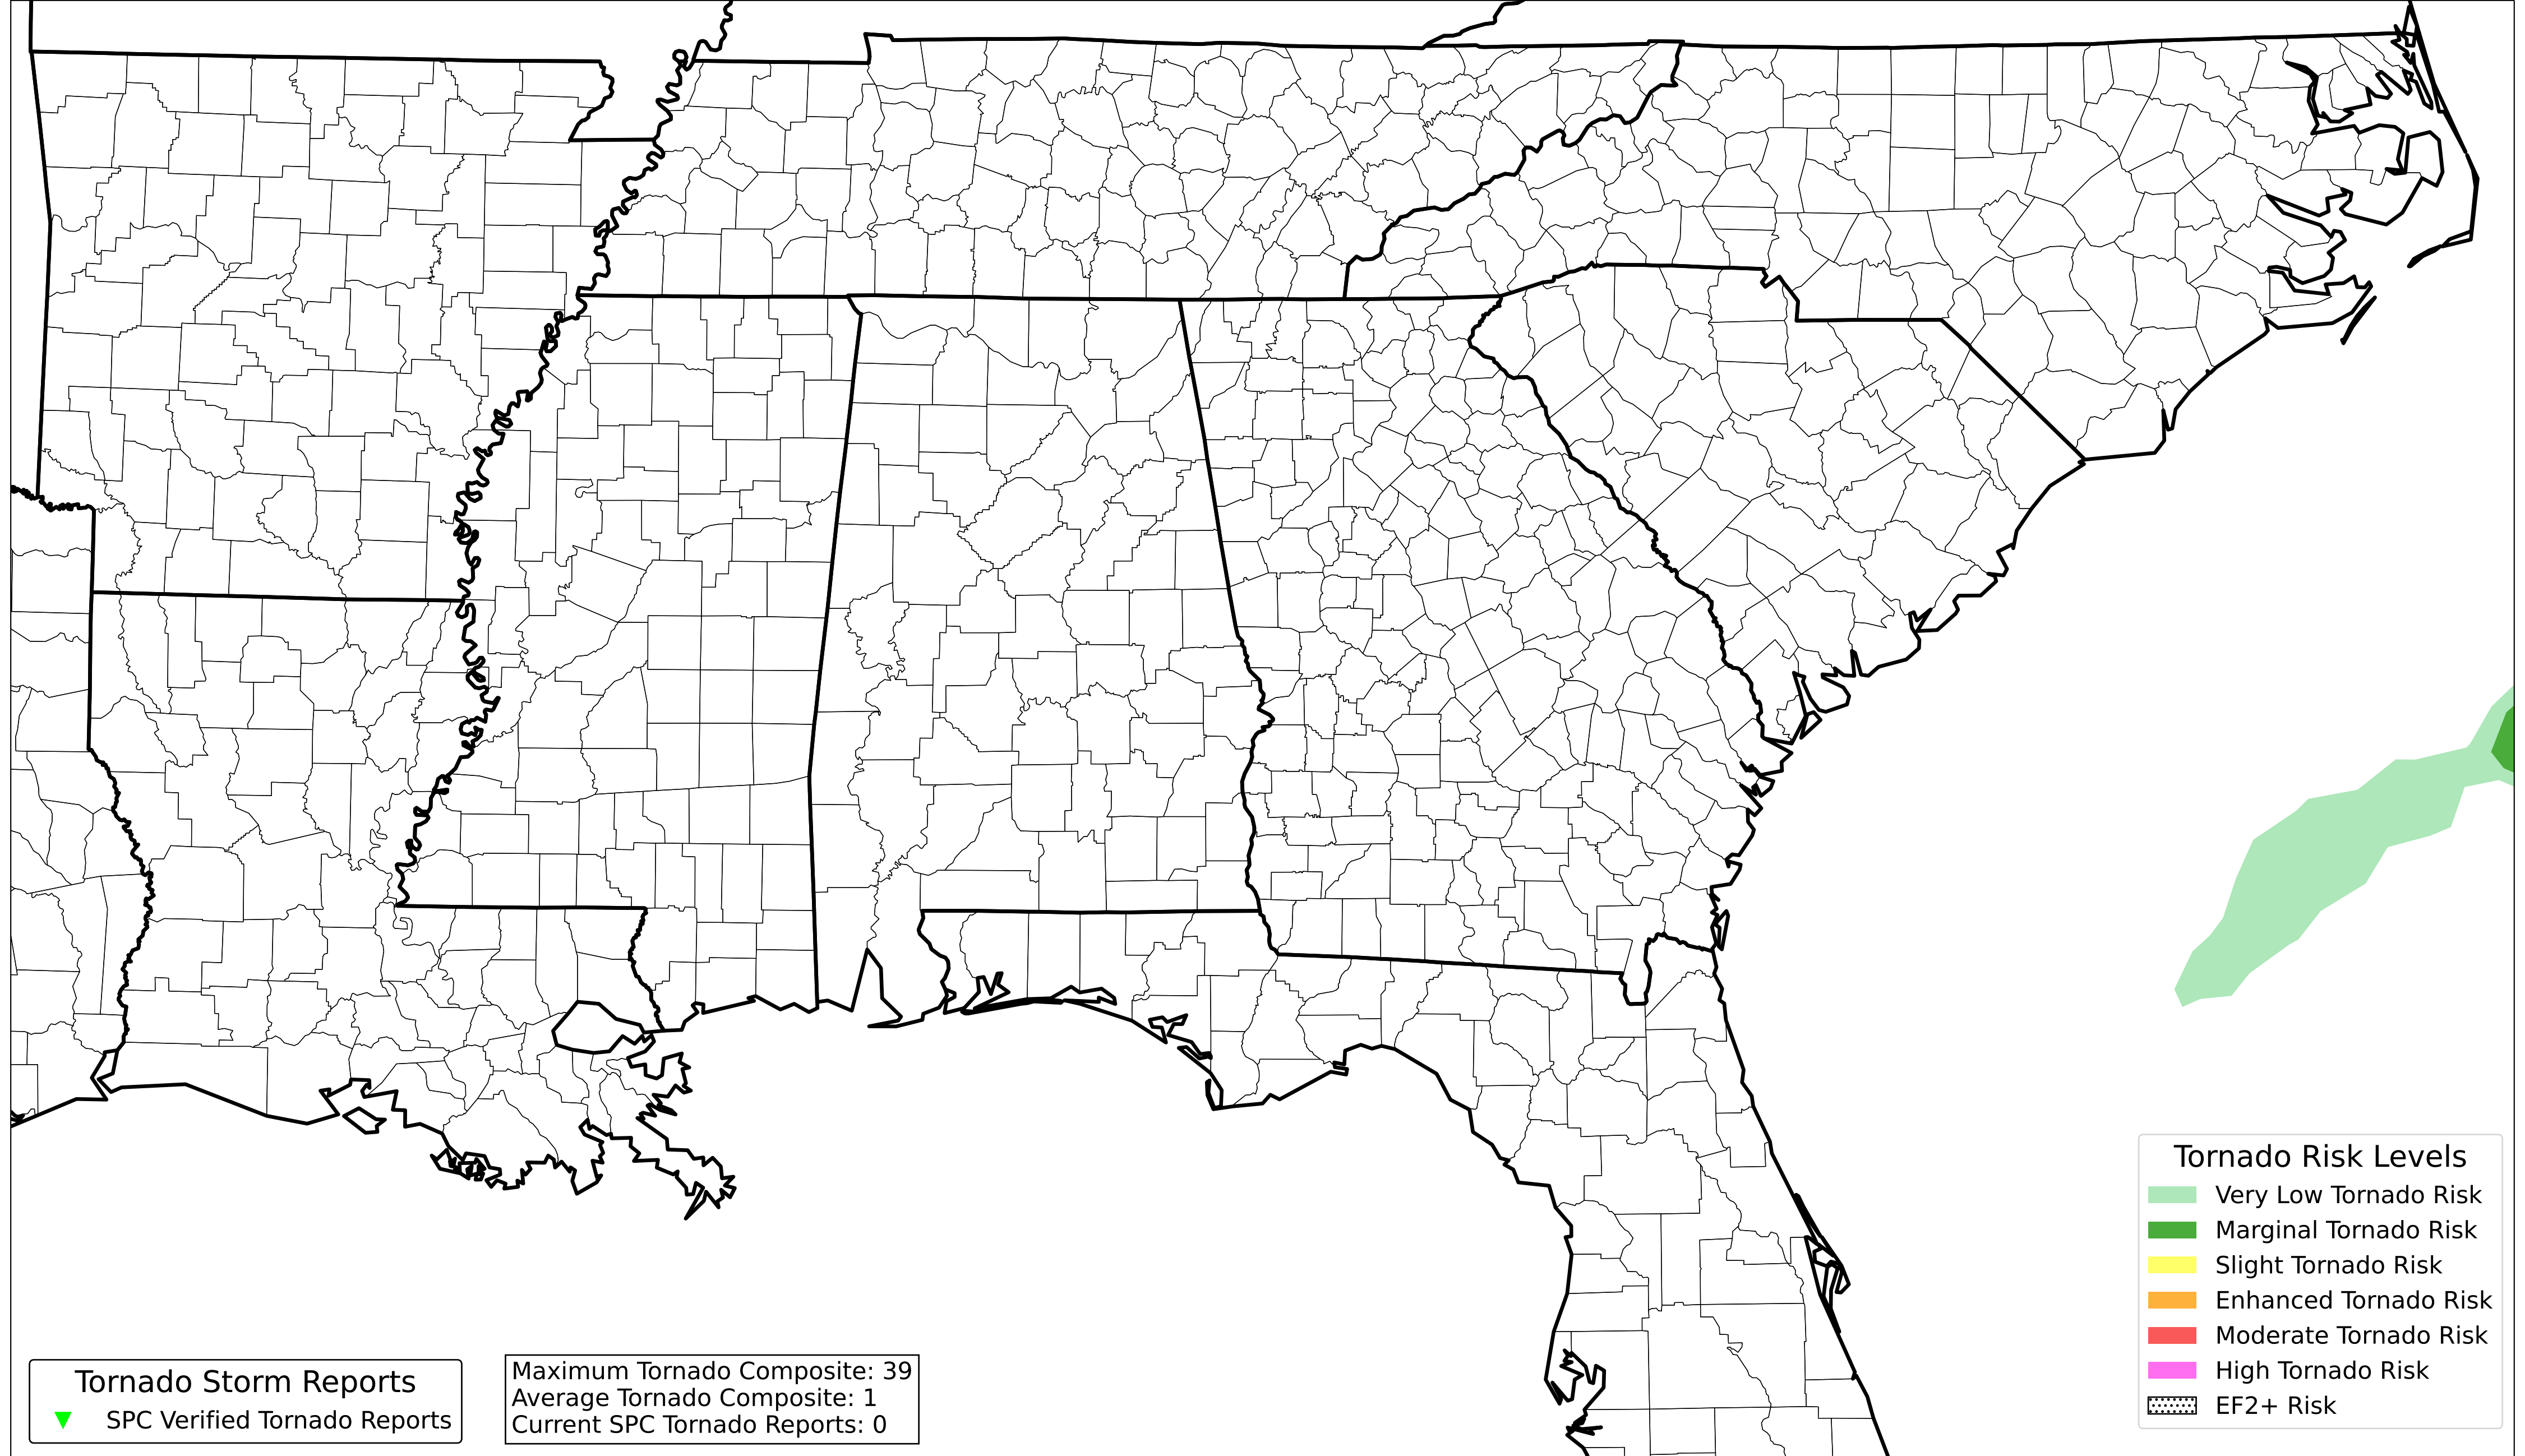 Tornado Risk Levels
Very Low Tornado Risk
Marginal Tornado Risk
Slight Tornado Risk
Enhanced Tornado Risk
Moderate Tornado Risk
High Tornado Risk
EF2+ Risk
Tornado Storm Reports
SPC Verified Tornado Reports
Maximum Tornado Composite: 39
Average Tornado Composite: 1
Current SPC Tornado Reports: 0